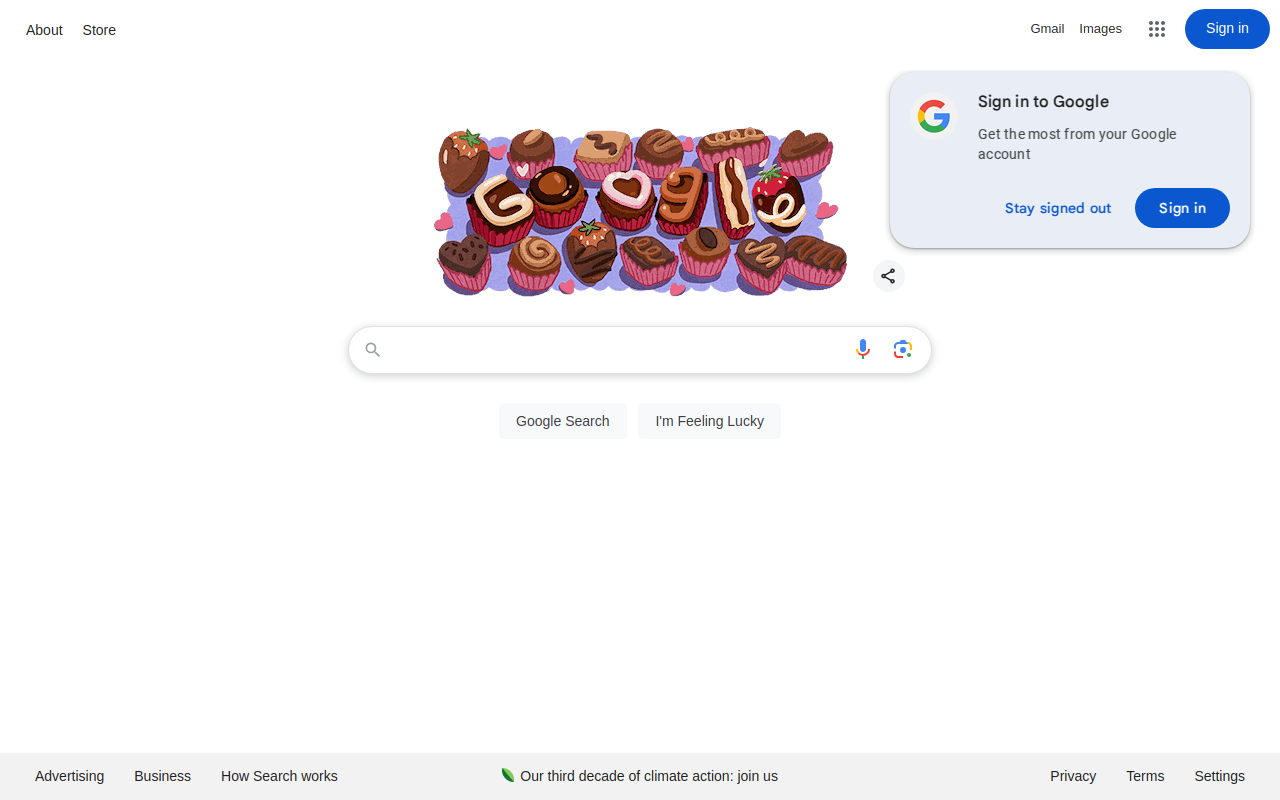 About Store
Gmail Images Sign in
Sign in to Google
Get the most from your Google
account
Stay signed out Sign in
Google
Google Search I'm Feeling Lucky
Advertising Business How Search works
Our third decade of climate action: join us
Privacy Terms Settings